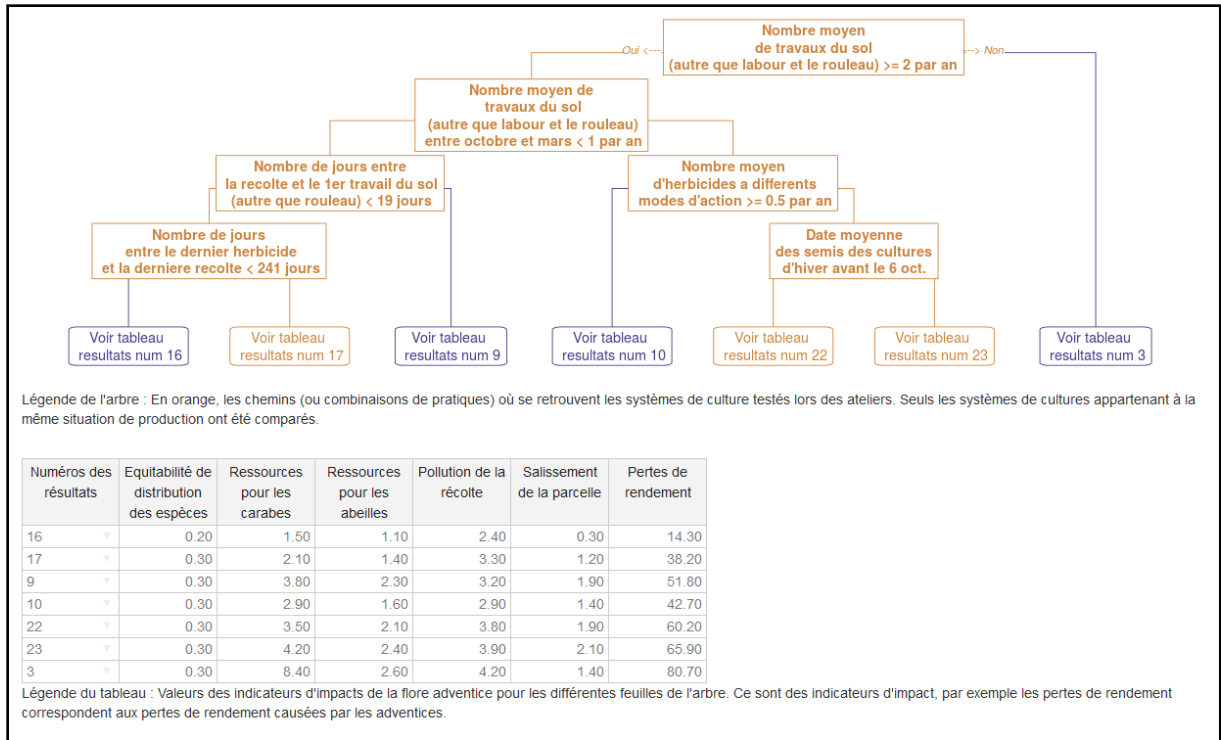 Nombre moyen
de travaux du sol
(autre que labour et le rouleau) >= 2 par an
Oui <---
---> Non
Nombre moyen de
travaux du sol
(autre que labour et le rouleau)
entre octobre et mars < 1 par an
Nombre de jours entre
la recolte et le 1er travail du sol
(autre que rouleau) < 19 jours
Nombre moyen
d'herbicides a differents
modes d'action >= 0.5 par an
Nombre de jours
entre le dernier herbicide
et la derniere recolte < 241 jours
Date moyenne
des semis des cultures
d'hiver avant le 6 oct.
Voir tableau
resultats num 16
Voir tableau
resultats num 17
Voir tableau
resultats num 9
Voir tableau
resultats num 10
Voir tableau
resultats num 22
Voir tableau
resultats num 23
Voir tableau
resultats num 3
Légende de l'arbre : En orange, les chemins (ou combinaisons de pratiques) où se retrouvent les systèmes de culture testés lors des ateliers. Seuls les systèmes de cultures appartenant à la
même situation de production ont été comparés.
Numéros des résultats Equitabilité de distribution des espèces Ressources pour les carabes Ressources pour les abeilles Pollution de la récolte Salissement de la parcelle Pertes de rendement
16 0.20 1.50 1.10 2.40 0.30 14.30
17 0.30 2.10 1.40 3.30 1.20 38.20
9 0.30 3.80 2.30 3.20 1.90 51.80
10 0.30 2.90 1.60 2.90 1.40 42.70
22 0.30 3.50 2.10 3.80 1.90 60.20
23 0.30 4.20 2.40 3.90 2.10 65.90
3 0.30 8.40 2.60 4.20 1.40 80.70
Légende du tableau : Valeurs des indicateurs d'impacts de la flore adventice pour les différentes feuilles de l'arbre. Ce sont des indicateurs d'impact, par exemple les pertes de rendement
correspondent aux pertes de rendement causées par les adventices.